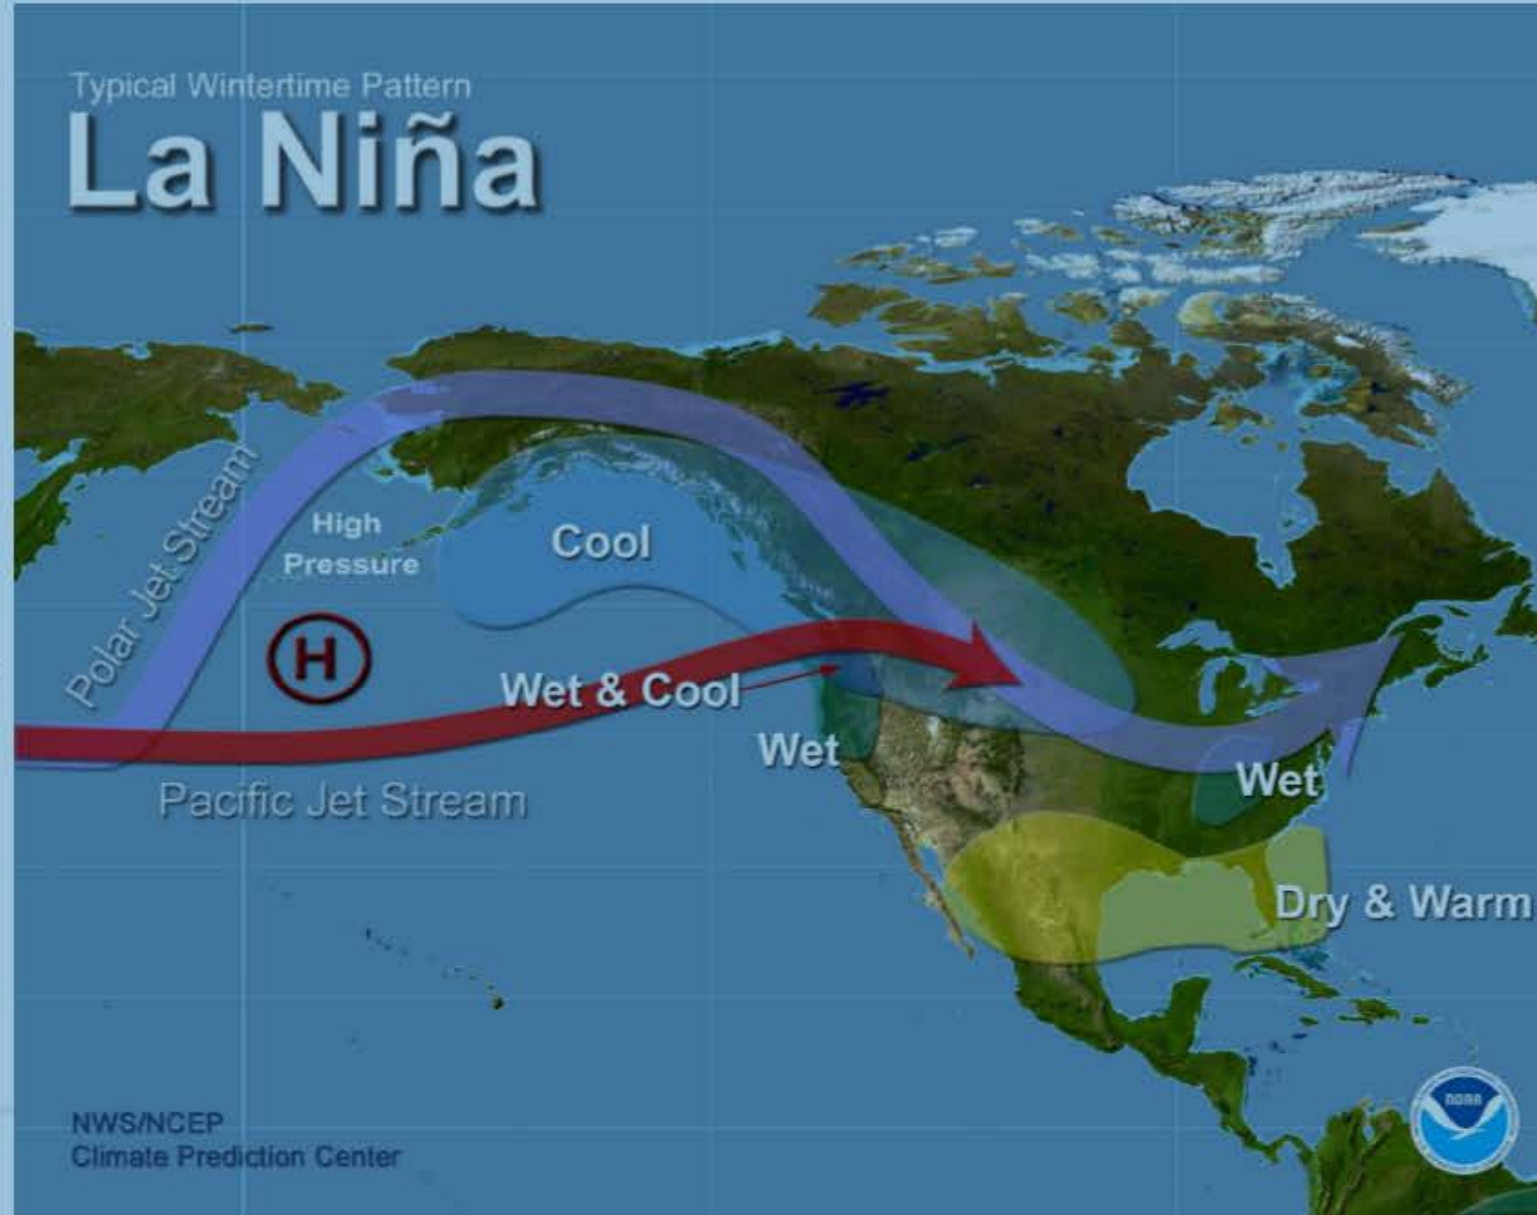 Typical Wintertime Pattern
La Niña
Polar Jet Stream
High
Pressure
H
Cool
Wet & Cool
Wet
Wet
Pacific Jet Stream
Dry & Warm
NWS/NCEP
Climate Prediction Center
NOAA